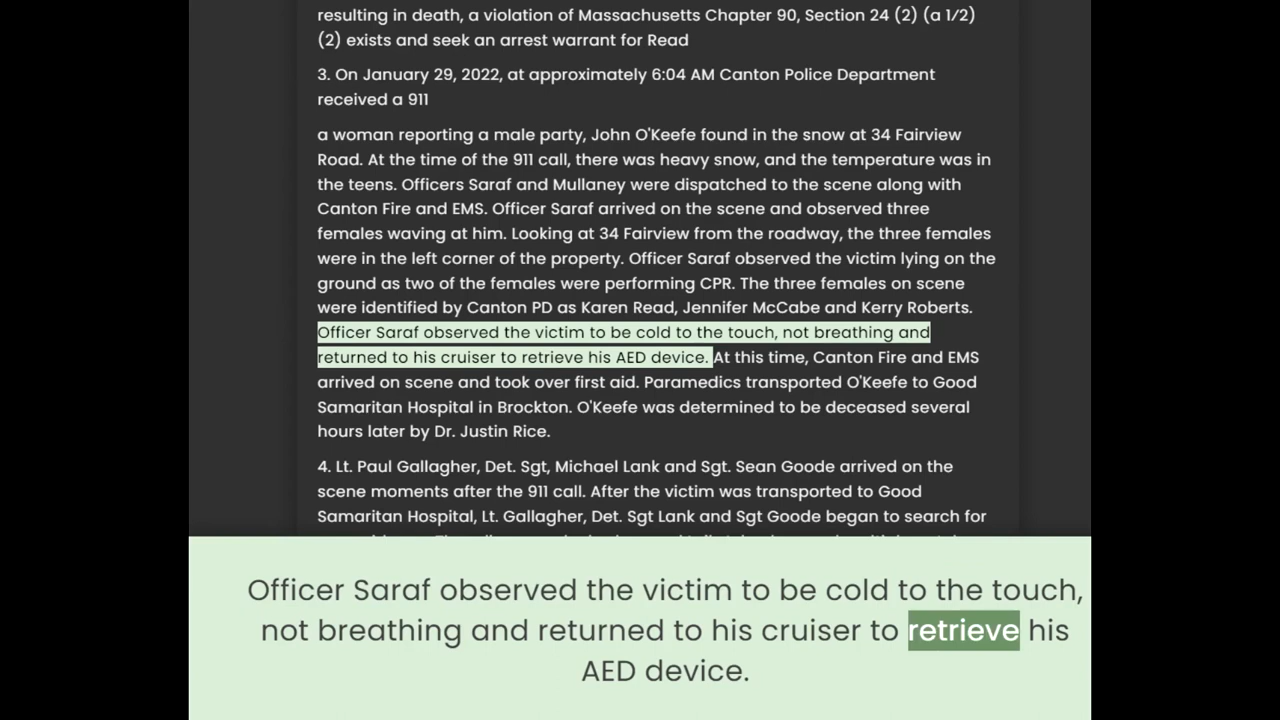 resulting in death, a violation of Massachusetts Chapter 90, Section 24 (2) (a 1/2)
(2) exists and seek an arrest warrant for Read
3. On January 29, 2022, at approximately 6:04 AM Canton Police Department
received a 911
a woman reporting a male party, John O'Keefe found in the snow at 34 Fairview
Road. At the time of the 911 call, there was heavy snow, and the temperature was in
the teens. Officers Saraf and Mullaney were dispatched to the scene along with
Canton Fire and EMS. Officer Saraf arrived on the scene and observed three
females waving at him. Looking at 34 Fairview from the roadway, the three females
were in the left corner of the property. Officer Saraf observed the victim lying on the
ground as two of the females were performing CPR. The three females on scene
were identified by Canton PD as Karen Read, Jennifer McCabe and Kerry Roberts.
Officer Saraf observed the victim to be cold to the touch, not breathing and
returned to his cruiser to retrieve his AED device. At this time, Canton Fire and EMS
arrived on scene and took over first aid. Paramedics transported O'Keefe to Good
Samaritan Hospital in Brockton. O'Keefe was determined to be deceased several
hours later by Dr. Justin Rice.
4. Lt. Paul Gallagher, Det. Sgt, Michael Lank and Sgt. Sean Goode arrived on the
scene moments after the 911 call. After the victim was transported to Good
Samaritan Hospital, Lt. Gallagher, Det. Sgt Lank and Sgt Goode began to search for
Officer Saraf observed the victim to be cold to the touch,
not breathing and returned to his cruiser to retrieve his
AED device.